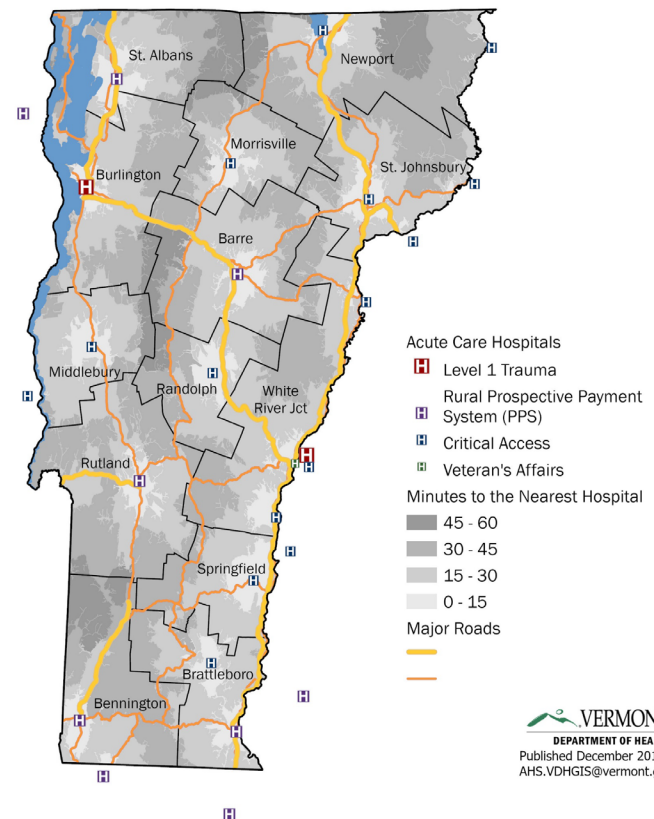 St. Albans
Newport
Morrisville
St. Johnsbury
Burlington
Barre
Middlebury
Randolph
White
River Jct
Rutland
Springfield
Brattleboro
Bennington
Acute Care Hospitals
H Level 1 Trauma
Rural Prospective Payment
H System (PPS)
H Critical Access
H Veteran's Affairs
Minutes to the Nearest Hospital
45 - 60
30 - 45
15 - 30
0 - 15
Major Roads
VERMON
DEPARTMENT OF HEA
Published December 201
AHS.VDHGIS@vermont.